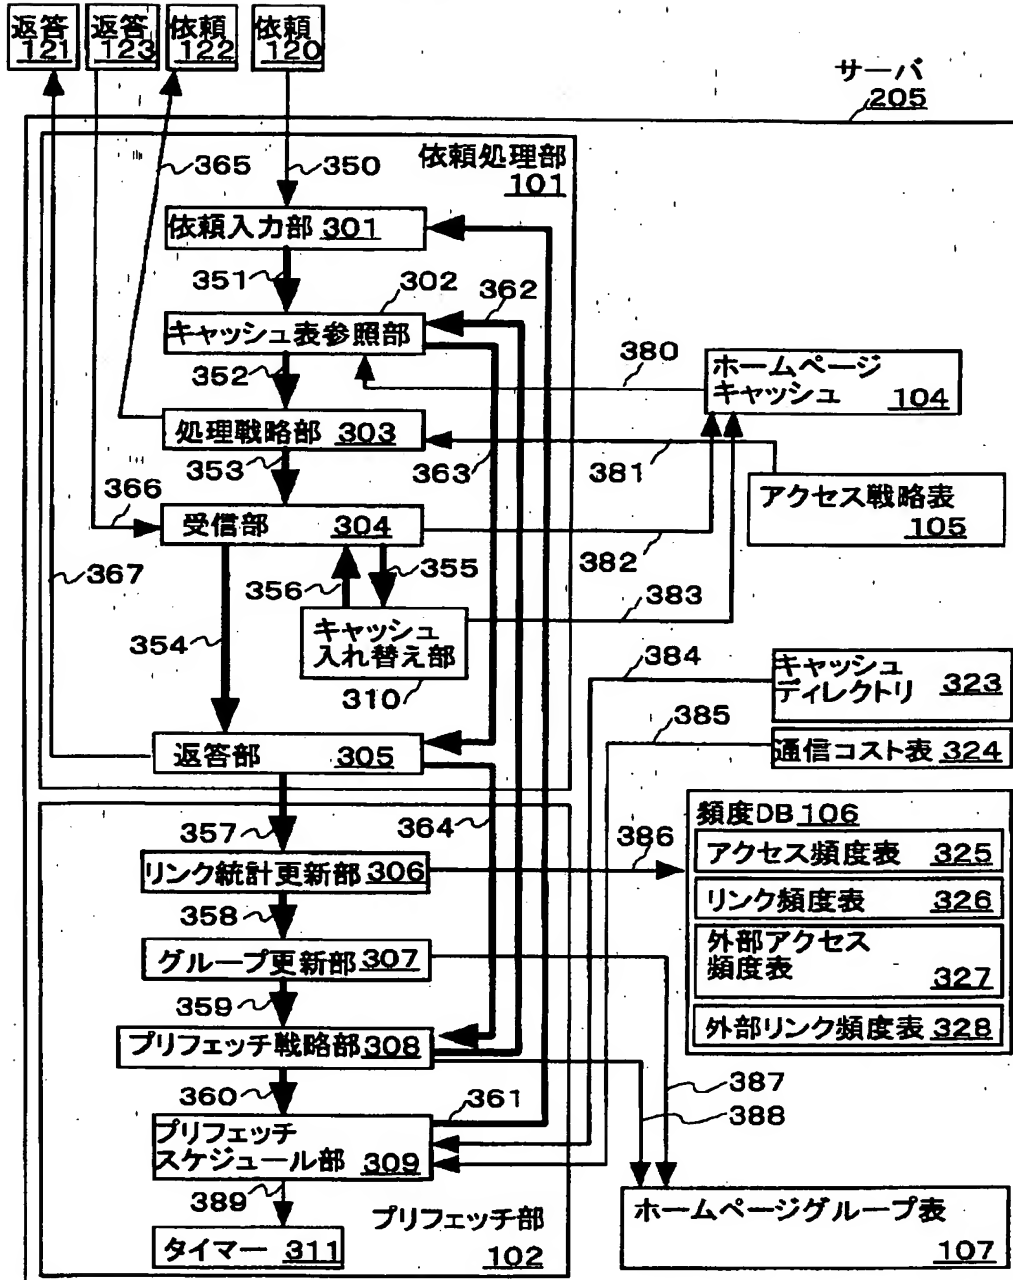 返答 返答 依頼 依頼
121 123 122 120
サーバ
205
365
350
依頼処理部
101
依頼入力部 301
351
302
362
キャッシュ表参照部
380
352
ホームページ
キャッシュ 104
処理戦略部 303
353
363
381
366
アクセス戦略表
105
受信部 304
382
367
356
355
383
354
キャッシュ
入れ替え部
310
384
キャッシュ
ディレクトリ 323
385
返答部 305
通信コスト表 324
357
364
386
頻度DB 106
アクセス頻度表 325
リンク統計更新部 306
358
リンク頻度表 326
外部アクセス
頻度表 327
グループ更新部 307
359
外部リンク頻度表 328
プリフェッチ戦略部 308
360
361
387
388
プリフェッチ
スケジュール部 309
389
プリフェッチ部
102
ホームページグループ表
107
タイマー 311